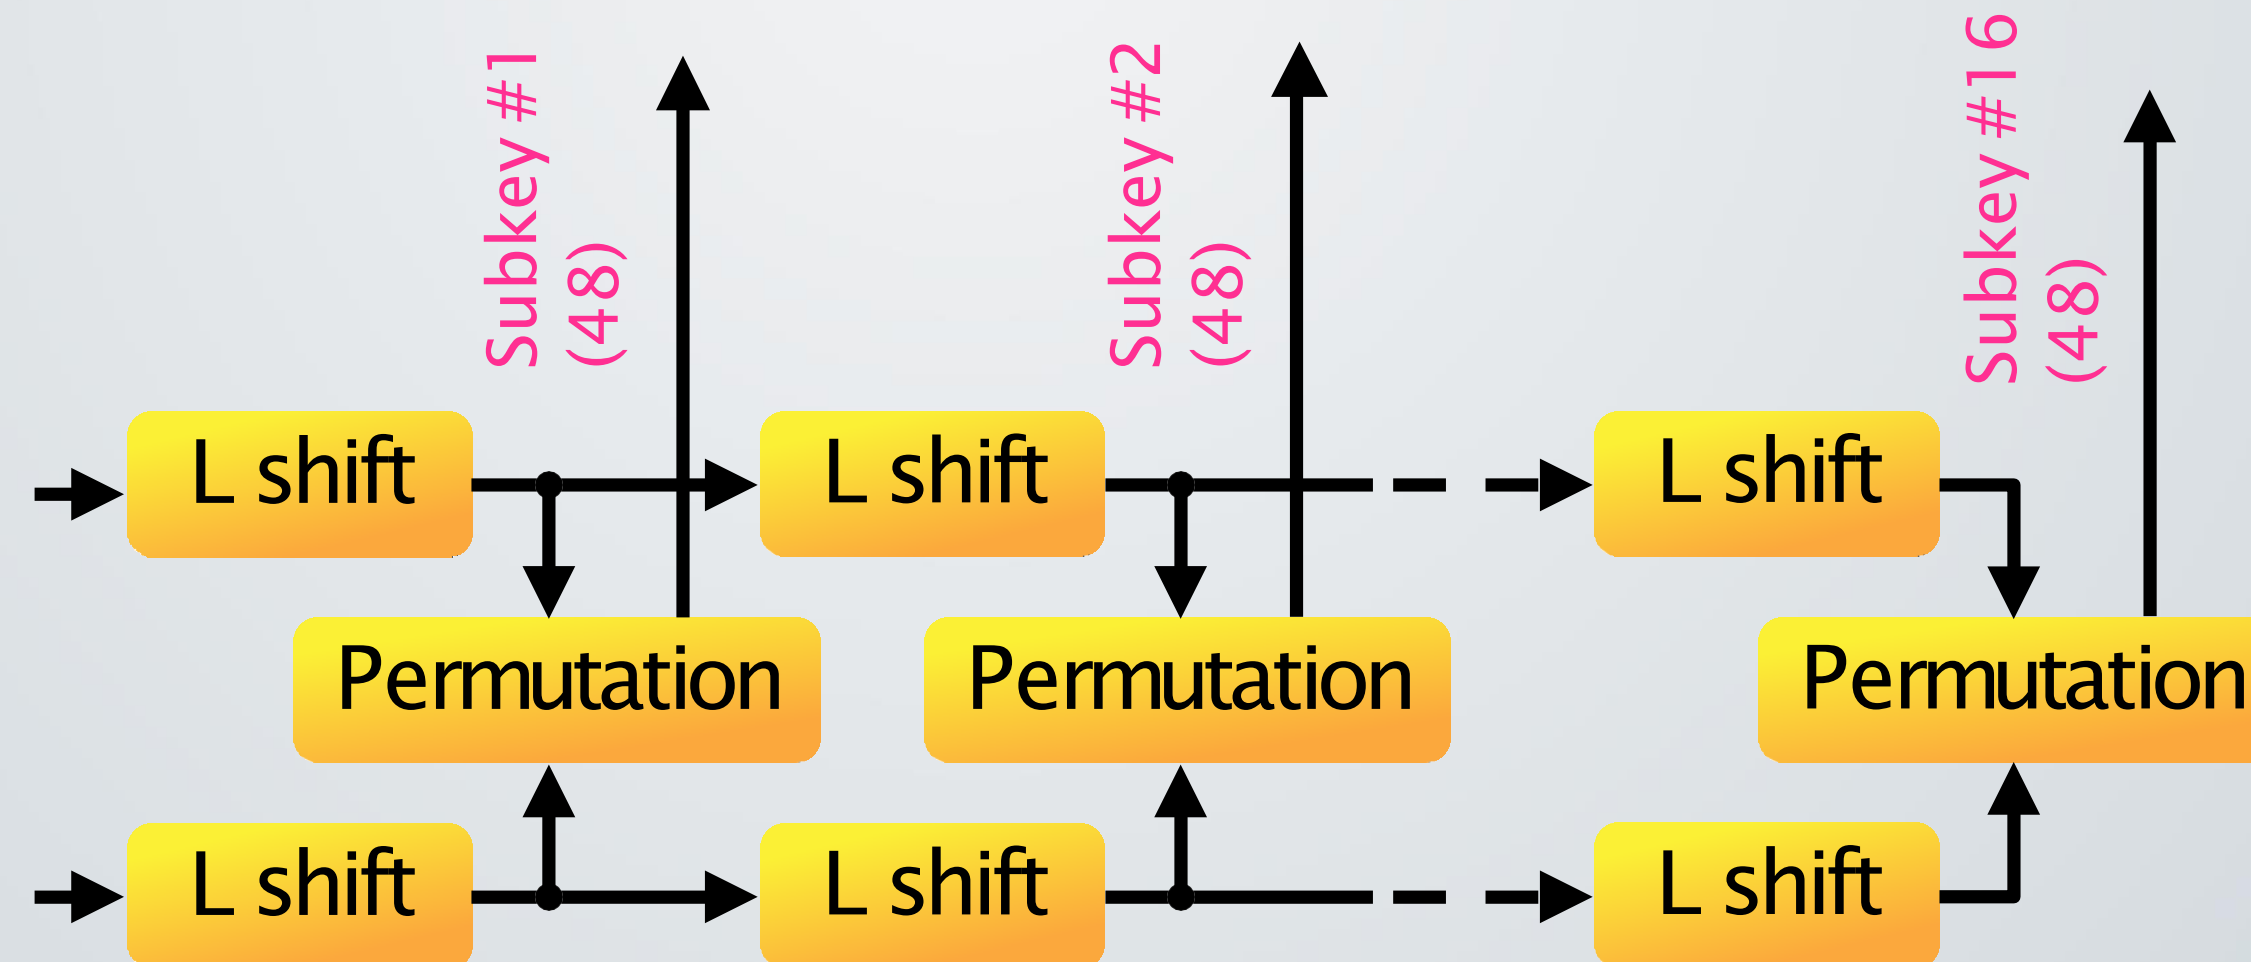 Subkey #1
(48)
Subkey #2
(48)
Subkey #16
(48)
L shift
L shift
L shift
Permutation
Permutation
Permutation
L shift
L shift
L shift